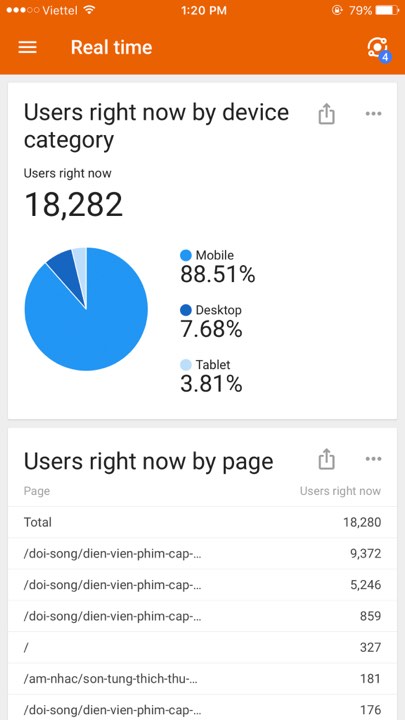 Viettel 1:20 PM 79%
Real time
4
Users right now by device
category
Users right now
18,282
Mobile
88.51%
Desktop
7.68%
Tablet
3.81%
Users right now by page
Page Users right now
Total 18,280
/doi-song/dien-vien-phim-cap-... 9,372
/doi-song/dien-vien-phim-cap-... 5,246
/doi-song/dien-vien-phim-cap-... 859
/ 327
/am-nhac/son-tung-thich-thu-... 181
/doi-song/dien-vien-phim-cap-... 176